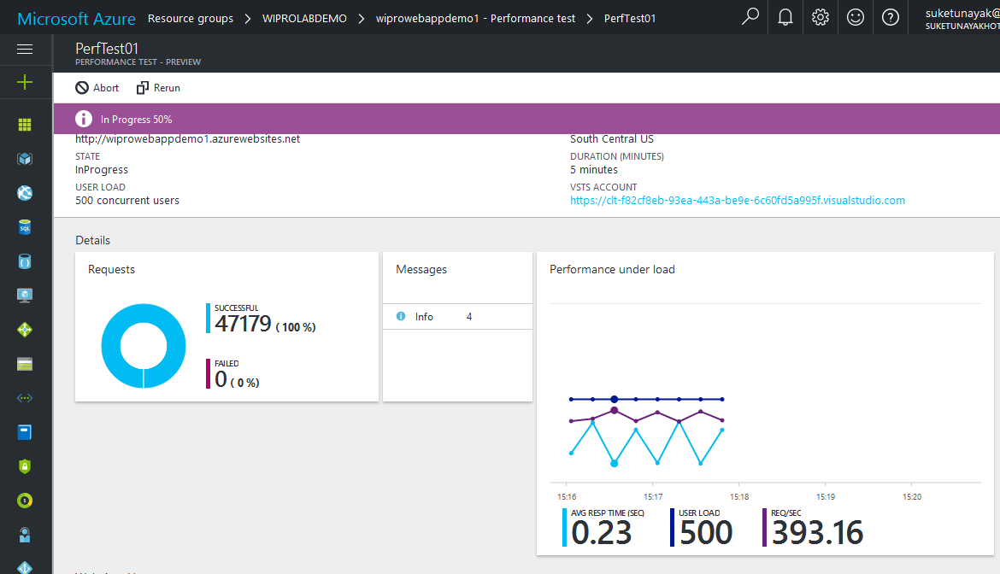 Microsoft Azure Resource groups > WIPROLABDEMO > wiprowebappdemo1 - Performance test > PerfTest01
suketunayak@
SUKETUNAYAKHOT
PerfTest01
PERFORMANCE TEST - PREVIEW
Abort Rerun
In Progress 50%
http://wiprowebappdemo1.azurewebsites.net
South Central US
STATE
InProgress
DURATION (MINUTES)
5 minutes
USER LOAD
500 concurrent users
VSTS ACCOUNT
https://clt-f82cf8eb-93ea-443a-be9e-6c60fd5a995f.visualstudio.com
Details
Requests
SUCCESSFUL
47179 ( 100 %)
FAILED
0 ( 0 %)
Messages
Info 4
Performance under load
15:16 15:17 15:18 15:19 15:20
AVG RESP TIME (SEC)
0.23
USER LOAD
500
REQ/SEC
393.16